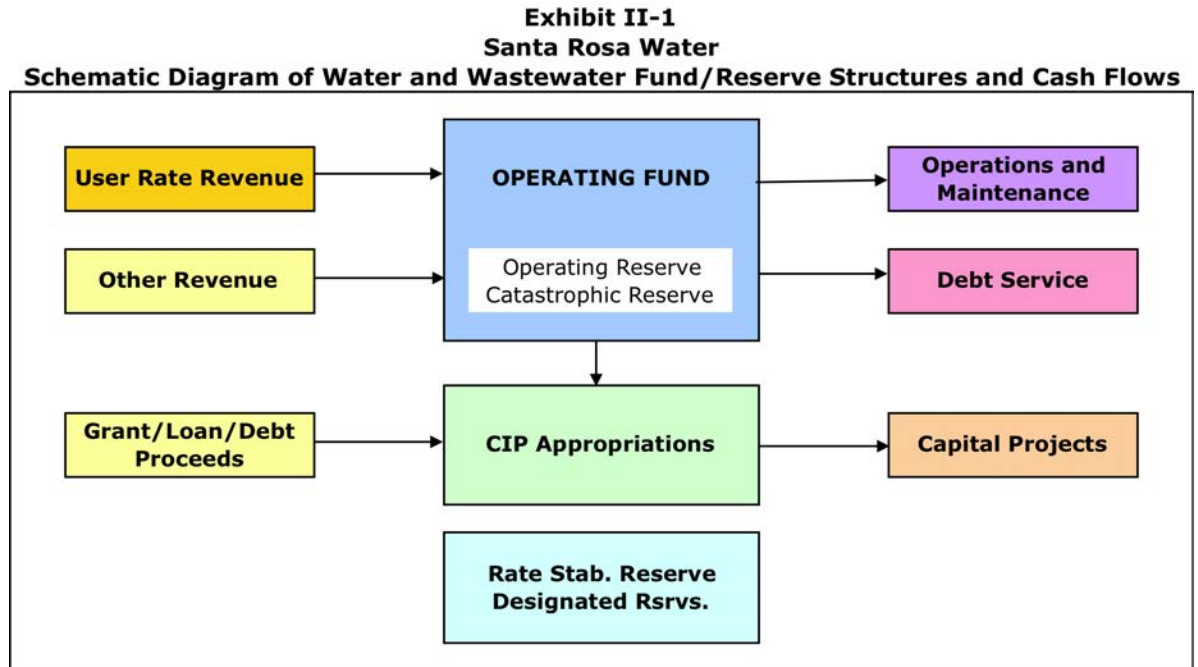 Exhibit II-1
Santa Rosa Water
Schematic Diagram of Water and Wastewater Fund/Reserve Structures and Cash Flows
User Rate Revenue
OPERATING FUND
Operations and
Maintenance
Other Revenue
Operating Reserve
Catastrophic Reserve
Debt Service
Grant/Loan/Debt
Proceeds
CIP Appropriations
Capital Projects
Rate Stab. Reserve
Designated Rsrvs.